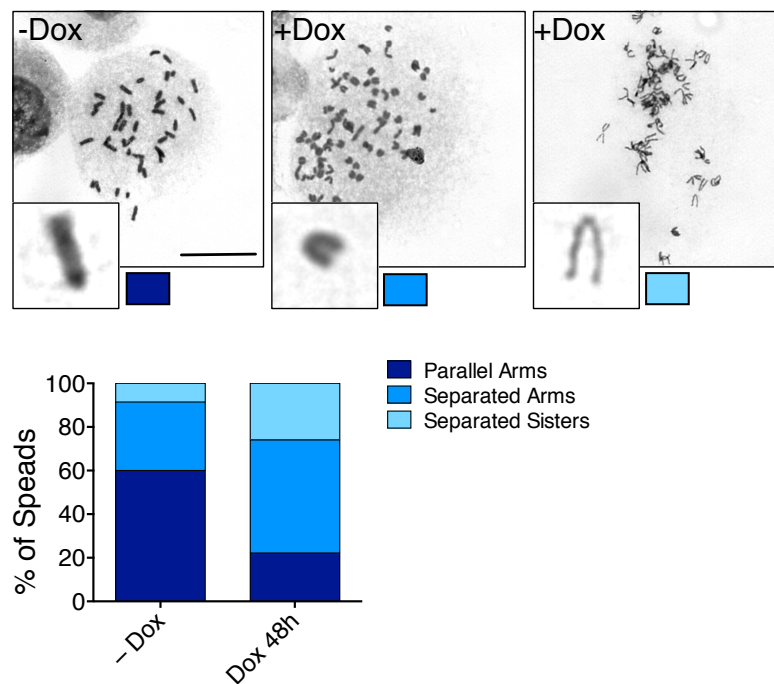 -Dox
+Dox
+Dox
Parallel Arms
Separated Arms
Separated Sisters
% of Speads
100
80
60
40
20
0
– Dox
Dox 48h